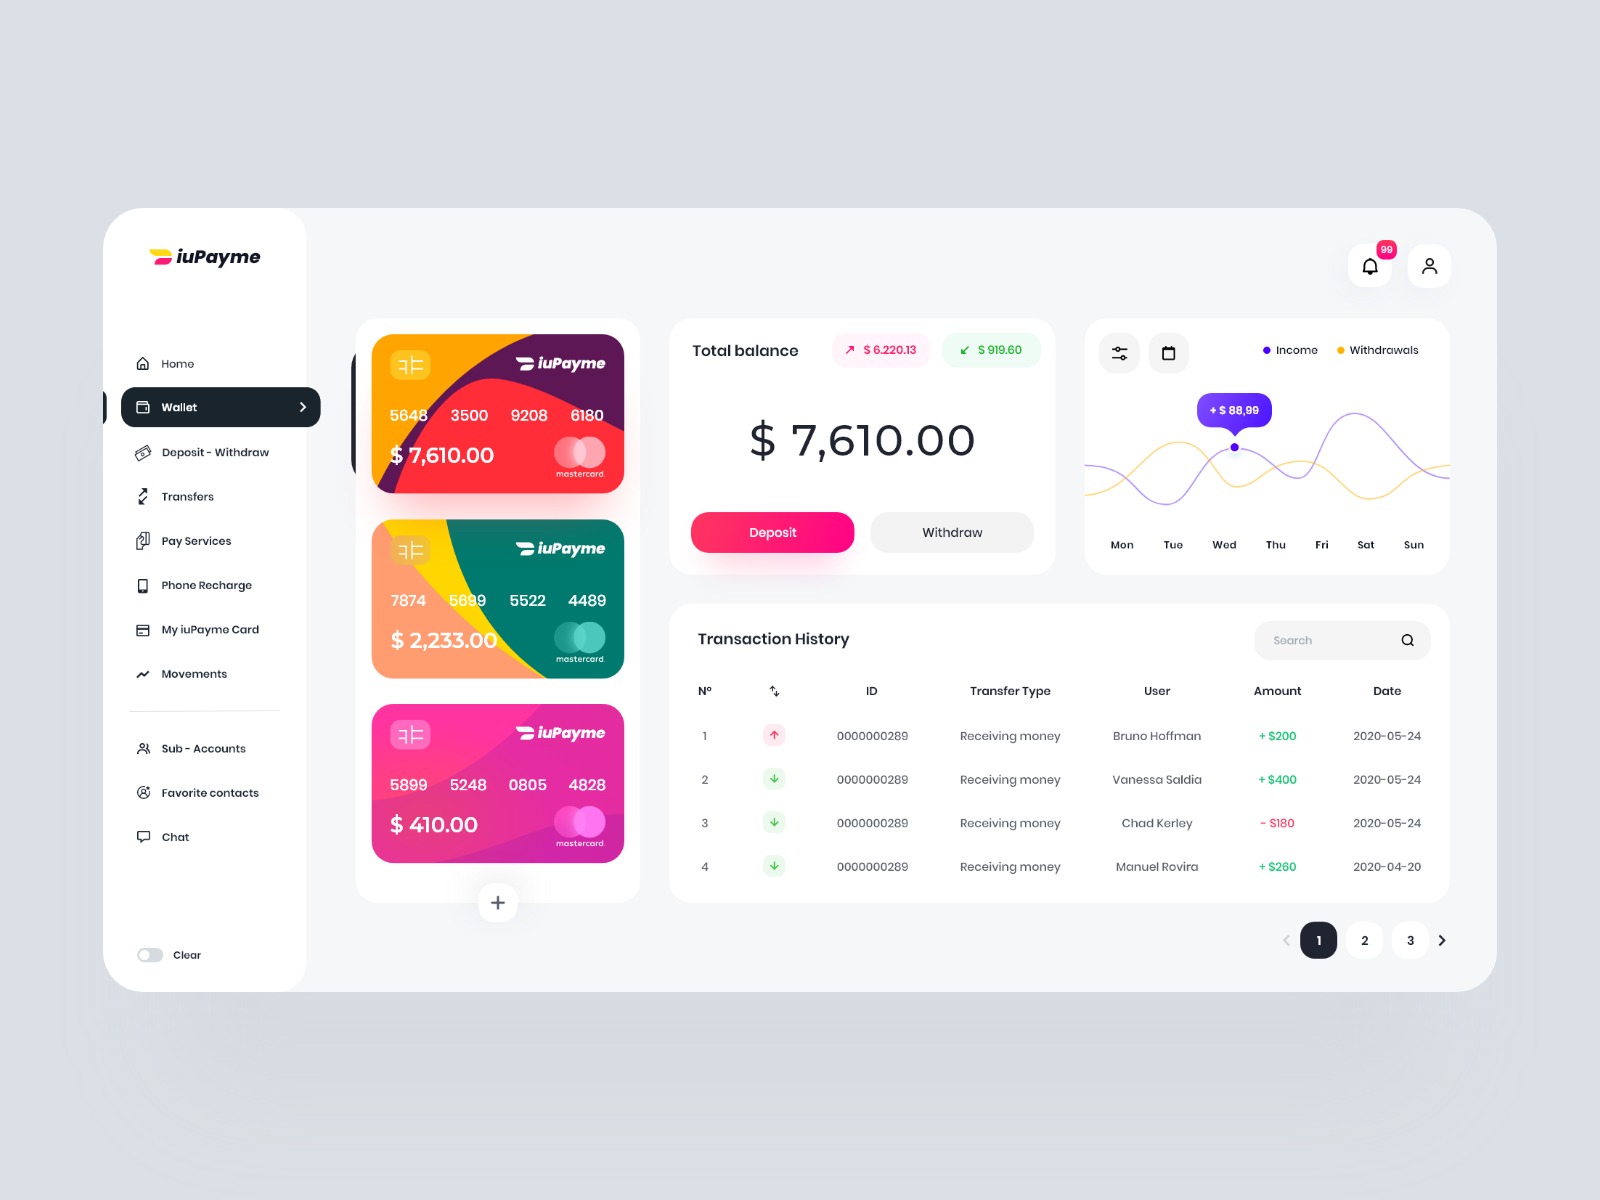 iuPayme
Home
Wallet
Deposit - Withdraw
Transfers
Pay Services
Phone Recharge
My iuPayme Card
Movements
Sub - Accounts
Favorite contacts
Chat
Clear
99
iuPayme
5648 3500 9208 6180
$ 7,610.00
mastercard.
iuPayme
7874 5699 5522 4489
$ 2,233.00
mastercard.
iuPayme
5899 5248 0805 4828
$ 410.00
mastercard.
+
Total balance
$ 6.220.13
$ 919.60
$ 7,610.00
Deposit
Withdraw
Income
Withdrawals
+ $ 88,99
Mon Tue Wed Thu Fri Sat Sun
Transaction History
Search
Nº ID Transfer Type User Amount Date
1 0000000289 Receiving money Bruno Hoffman + $200 2020-05-24
2 0000000289 Receiving money Vanessa Saldia + $400 2020-05-24
3 0000000289 Receiving money Chad Kerley - $180 2020-05-24
4 0000000289 Receiving money Manuel Rovira + $260 2020-04-20
1 2 3